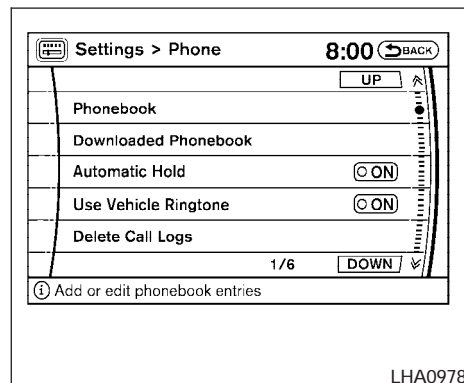 Settings > Phone 8:00 BACK
UP
Phonebook
Downloaded Phonebook
Automatic Hold ON
Use Vehicle Ringtone ON
Delete Call Logs
1/6 DOWN
i Add or edit phonebook entries
LHA0978